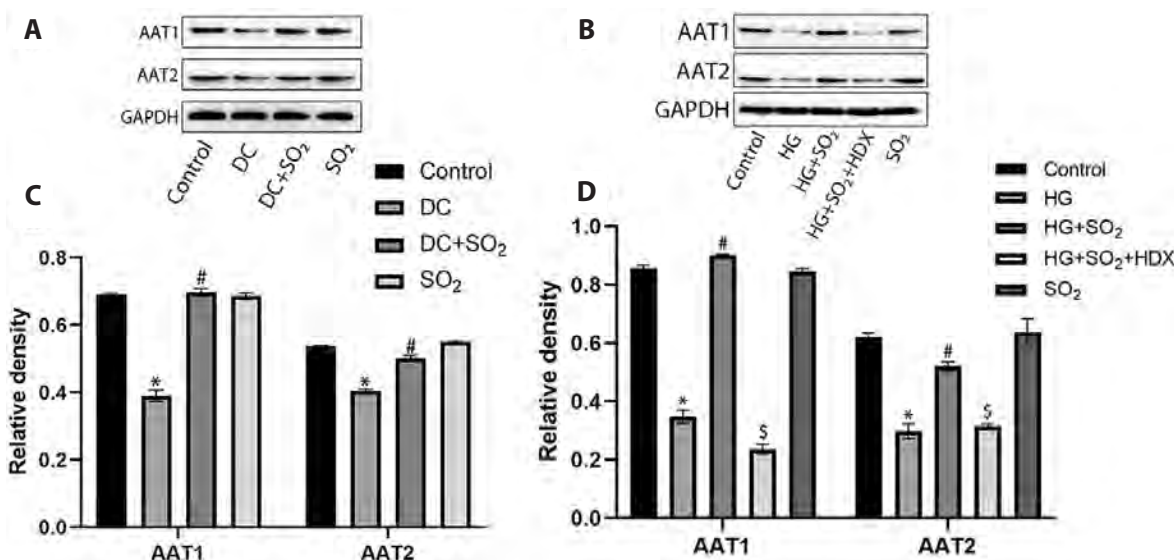 A
AAT1
AAT2
GAPDH
Control
DC
DC+SO₂
SO₂
B
AAT1
AAT2
GAPDH
Control
HG
HG+SO₂
HG+SO₂+HDX
SO₂
C
Control
DC
DC+SO₂
SO₂
Relative density
0.8
0.6
0.4
0.2
0.0
*
#
*
#
AAT1
AAT2
D
Control
HG
HG+SO₂
HG+SO₂+HDX
SO₂
Relative density
1.0
0.8
0.6
0.4
0.2
0.0
*
#
$
*
#
$
AAT1
AAT2